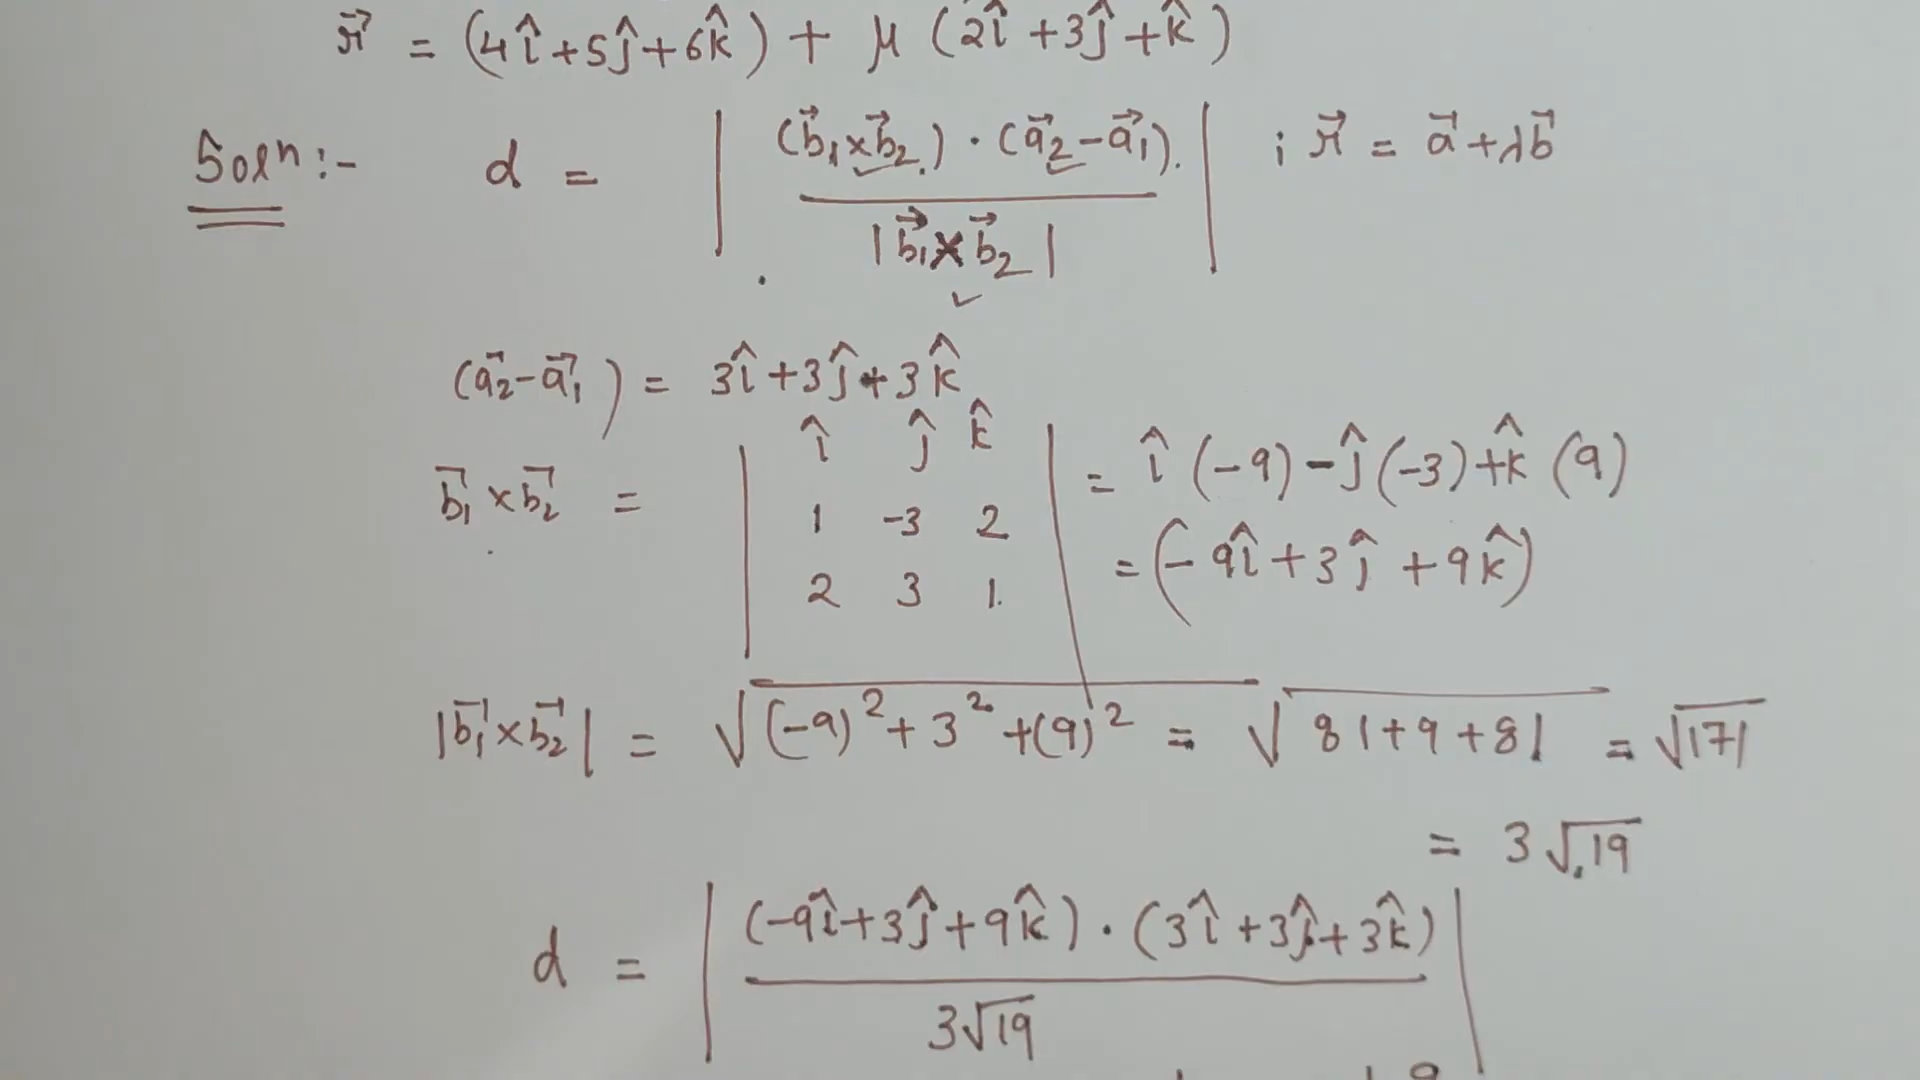 r⃗ = (4î+5ĵ+6k̂) + μ (2î+3ĵ+k̂)
Solⁿ:- d = | (b⃗₁×b⃗₂) · (a⃗₂-a⃗₁) / |b⃗₁×b⃗₂| | ; r⃗ = a⃗+λb⃗
(a⃗₂-a⃗₁) = 3î+3ĵ+3k̂
b⃗₁×b⃗₂ = | î ĵ k̂ | = î(-9)-ĵ(-3)+k̂(9)
1 -3 2
= (-9î+3ĵ+9k̂)
2 3 1
|b⃗₁×b⃗₂| = √((-9)²+3²+(9)²) = √(81+9+81) = √171
= 3√19
d = | (-9î+3ĵ+9k̂)·(3î+3ĵ+3k̂) / 3√19 |